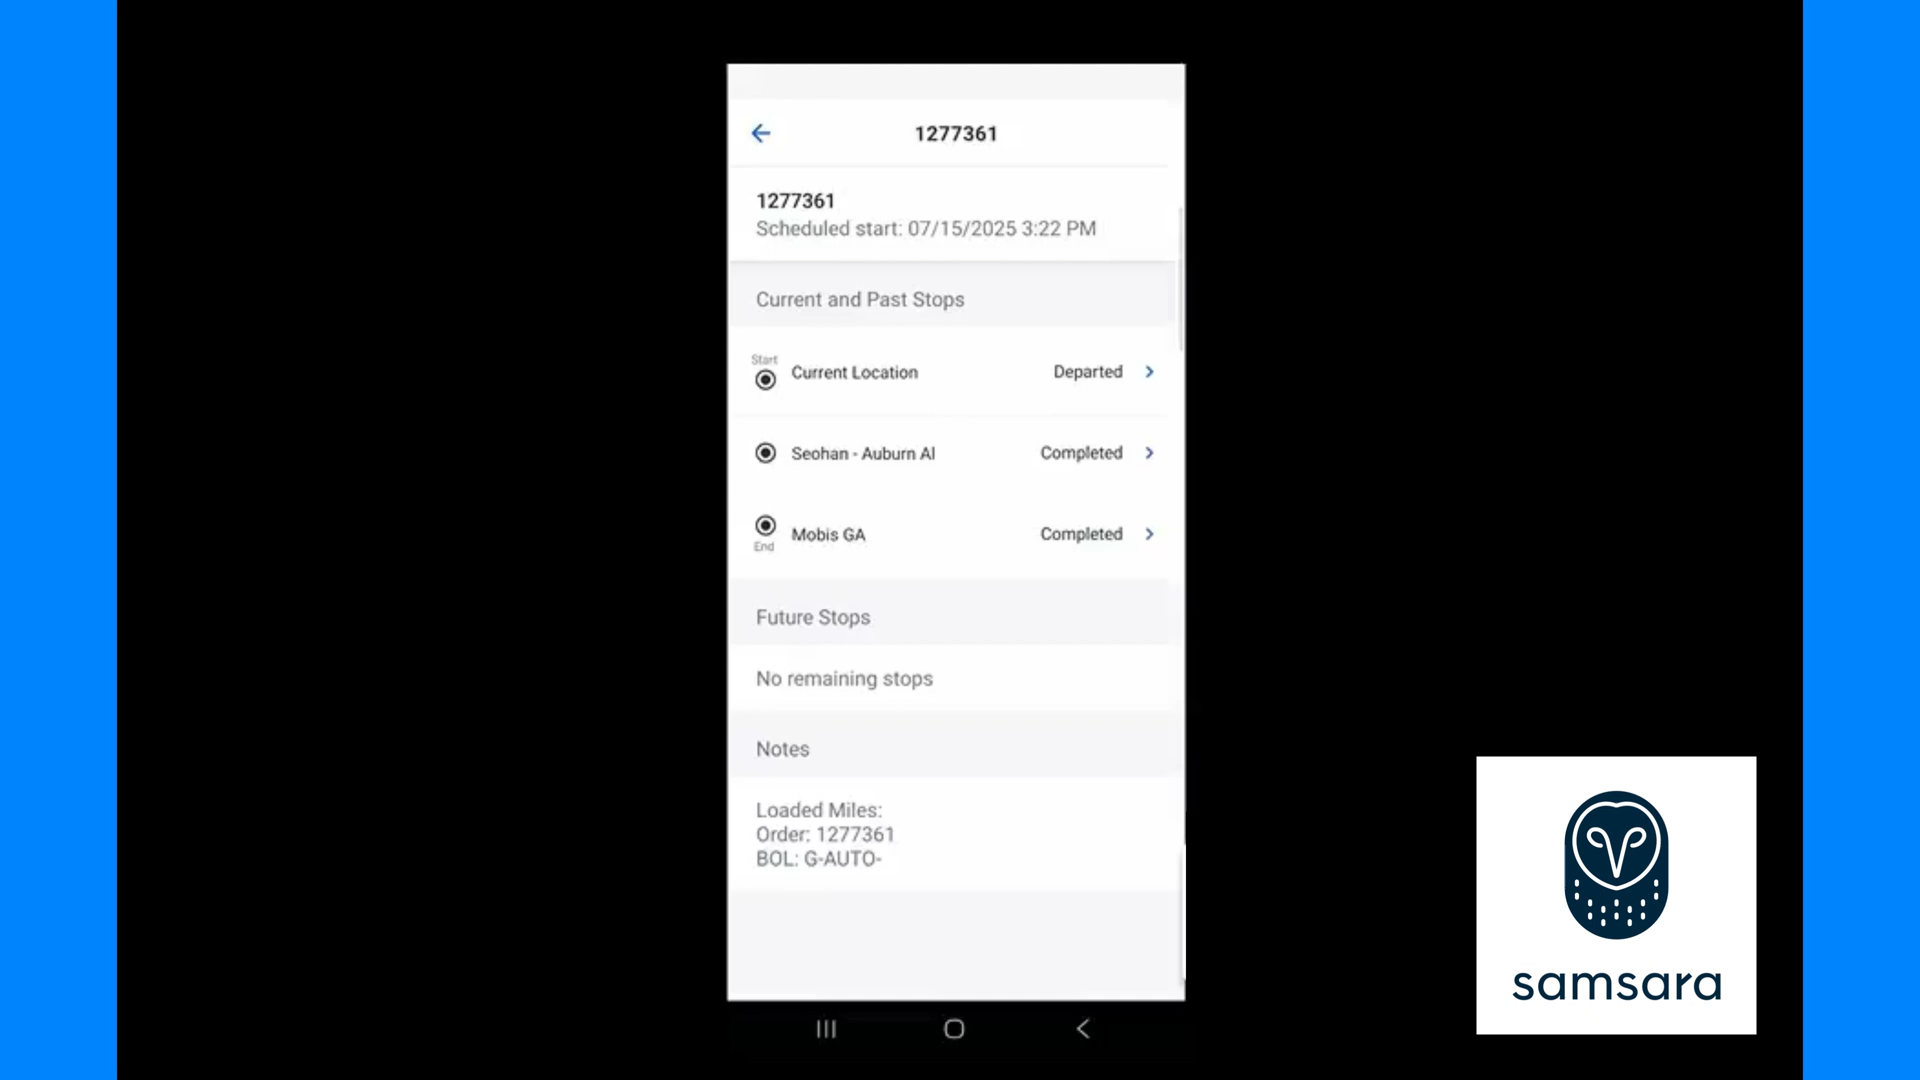 1277361
1277361
Scheduled start: 07/15/2025 3:22 PM
Current and Past Stops
Start
Current Location
Departed
Seohan - Auburn Al
Completed
Mobis GA
Completed
End
Future Stops
No remaining stops
Notes
Loaded Miles:
Order: 1277361
BOL: G-AUTO-
samsara